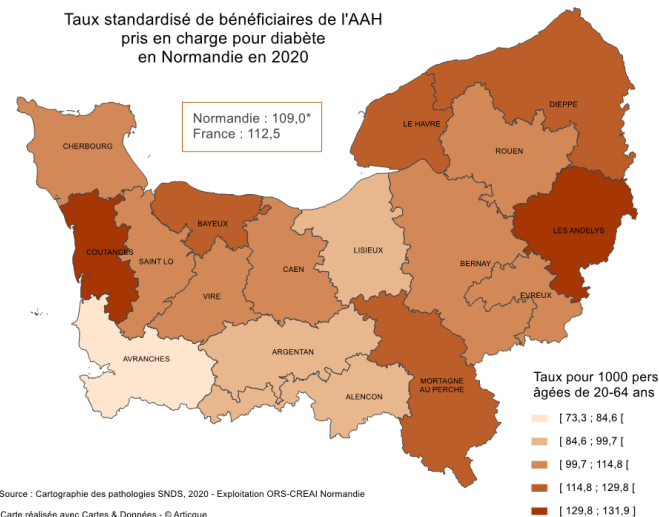 Taux standardisé de bénéficiaires de l'AAH
pris en charge pour diabète
en Normandie en 2020
Normandie : 109,0*
France : 112,5
DIEPPE
LE HAVRE
CHERBOURG
ROUEN
BAYEUX
LES ANDELYS
COUTANCES
LISIEUX
SAINT LO
BERNAY
CAEN
VIRE
EVREUX
AVRANCHES
ARGENTAN
MORTAGNE
AU PERCHE
ALENCON
Taux pour 1000 pers
âgées de 20-64 ans
[ 73,3 ; 84,6 [
[ 84,6 ; 99,7 [
[ 99,7 ; 114,8 [
[ 114,8 ; 129,8 [
[ 129,8 ; 131,9 ]
Source : Cartographie des pathologies SNDS, 2020 - Exploitation ORS-CREAI Normandie
Carte réalisée avec Cartes & Données - © Articque